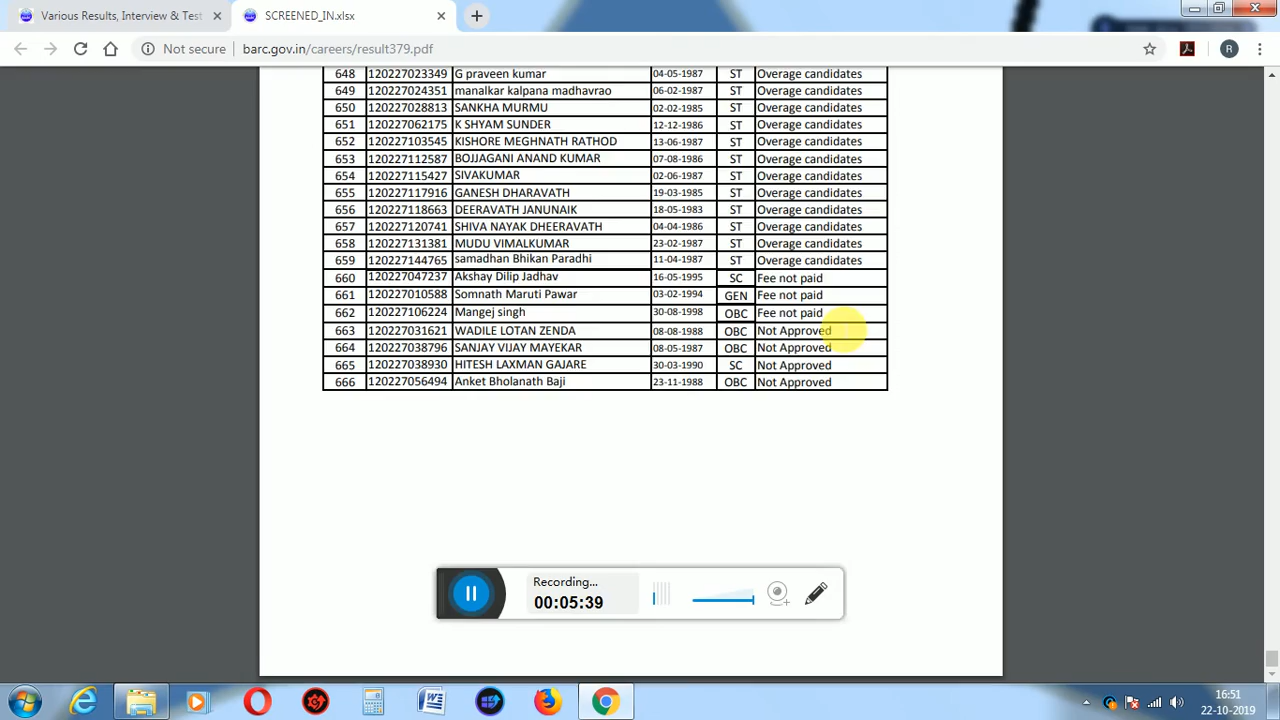 Various Results, Interview & Test
SCREENED_IN.xlsx
Not secure barc.gov.in/careers/result379.pdf
R
648 120227023349 G praveen kumar 04-05-1987 ST Overage candidates
649 120227024351 manalkar kalpana madhavrao 06-02-1987 ST Overage candidates
650 120227028813 SANKHA MURMU 02-02-1985 ST Overage candidates
651 120227062175 K SHYAM SUNDER 12-12-1986 ST Overage candidates
652 120227103545 KISHORE MEGHNATH RATHOD 13-06-1987 ST Overage candidates
653 120227112587 BOJJAGANI ANAND KUMAR 07-08-1986 ST Overage candidates
654 120227115427 SIVAKUMAR 02-06-1987 ST Overage candidates
655 120227117916 GANESH DHARAVATH 19-03-1985 ST Overage candidates
656 120227118663 DEERAVATH JANUNAIK 18-05-1983 ST Overage candidates
657 120227120741 SHIVA NAYAK DHEERAVATH 04-04-1986 ST Overage candidates
658 120227131381 MUDU VIMALKUMAR 23-02-1987 ST Overage candidates
659 120227144765 samadhan Bhikan Paradhi 11-04-1987 ST Overage candidates
660 120227047237 Akshay Dilip Jadhav 16-05-1995 SC Fee not paid
661 120227010588 Somnath Maruti Pawar 03-02-1994 GEN Fee not paid
662 120227106224 Mangej singh 30-08-1998 OBC Fee not paid
663 120227031621 WADILE LOTAN ZENDA 08-08-1988 OBC Not Approved
664 120227038796 SANJAY VIJAY MAYEKAR 08-05-1987 OBC Not Approved
665 120227038930 HITESH LAXMAN GAJARE 30-03-1990 SC Not Approved
666 120227056494 Anket Bholanath Baji 23-11-1988 OBC Not Approved
Recording...
00:05:39
16:51
22-10-2019